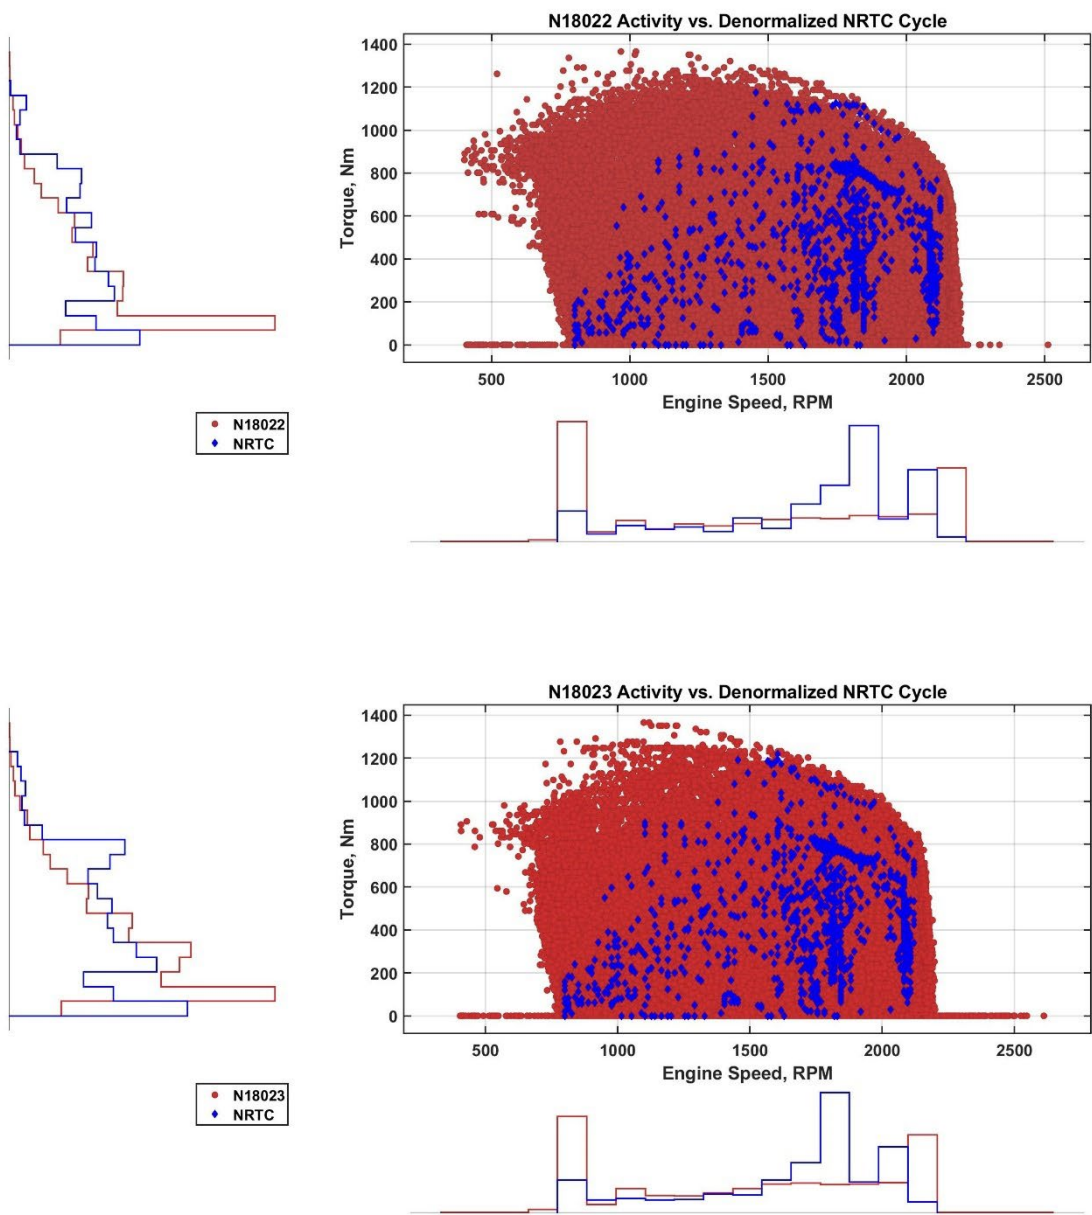 N18022 Activity vs. Denormalized NRTC Cycle
1400
1200
1000
800
600
400
200
0
Torque, Nm
500 1000 1500 2000 2500
Engine Speed, RPM
N18022
NRTC
N18023 Activity vs. Denormalized NRTC Cycle
1400
1200
1000
800
600
400
200
0
Torque, Nm
500 1000 1500 2000 2500
Engine Speed, RPM
N18023
NRTC